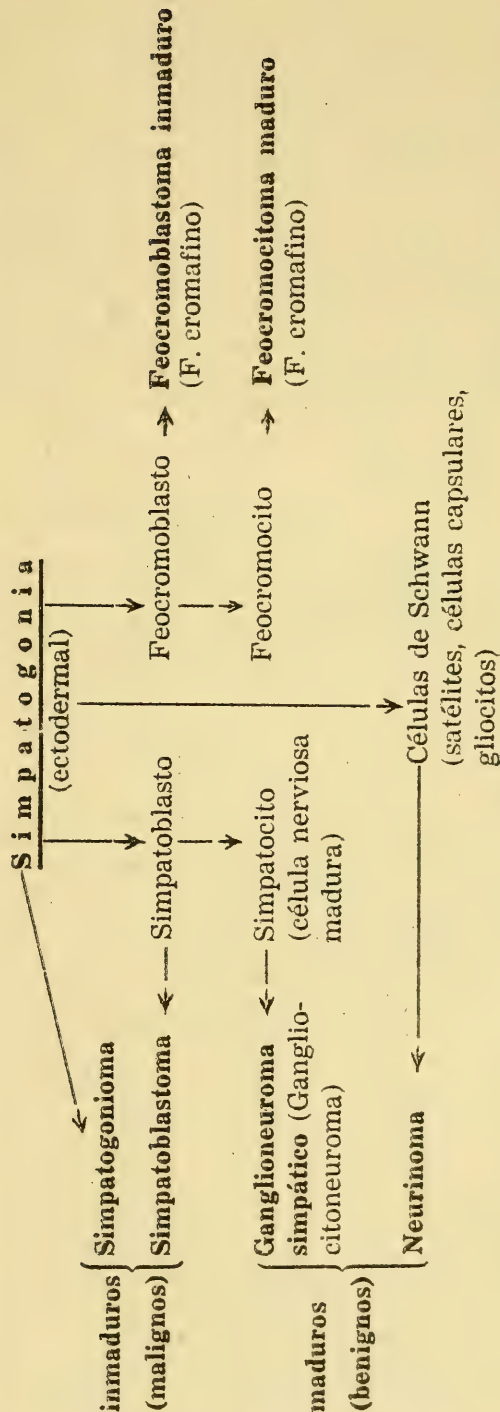 Simpatogonia
(ectodermal)
inmaduros
(malignos)
Simpatogonioma
Simpatoblastoma
Simpatoblasto
Feocromoblasto
Feocromoblastoma inmaduro
(F. cromafino)
maduros
(benignos)
Ganglioneuroma
simpático (Ganglio-
citoneuroma)
Simpatocito
(célula nerviosa
madura)
Feocromocito
Feocromocitoma maduro
(F. cromafino)
Neurinoma
Células de Schwann
(satélites, células capsulares,
gliocitos)